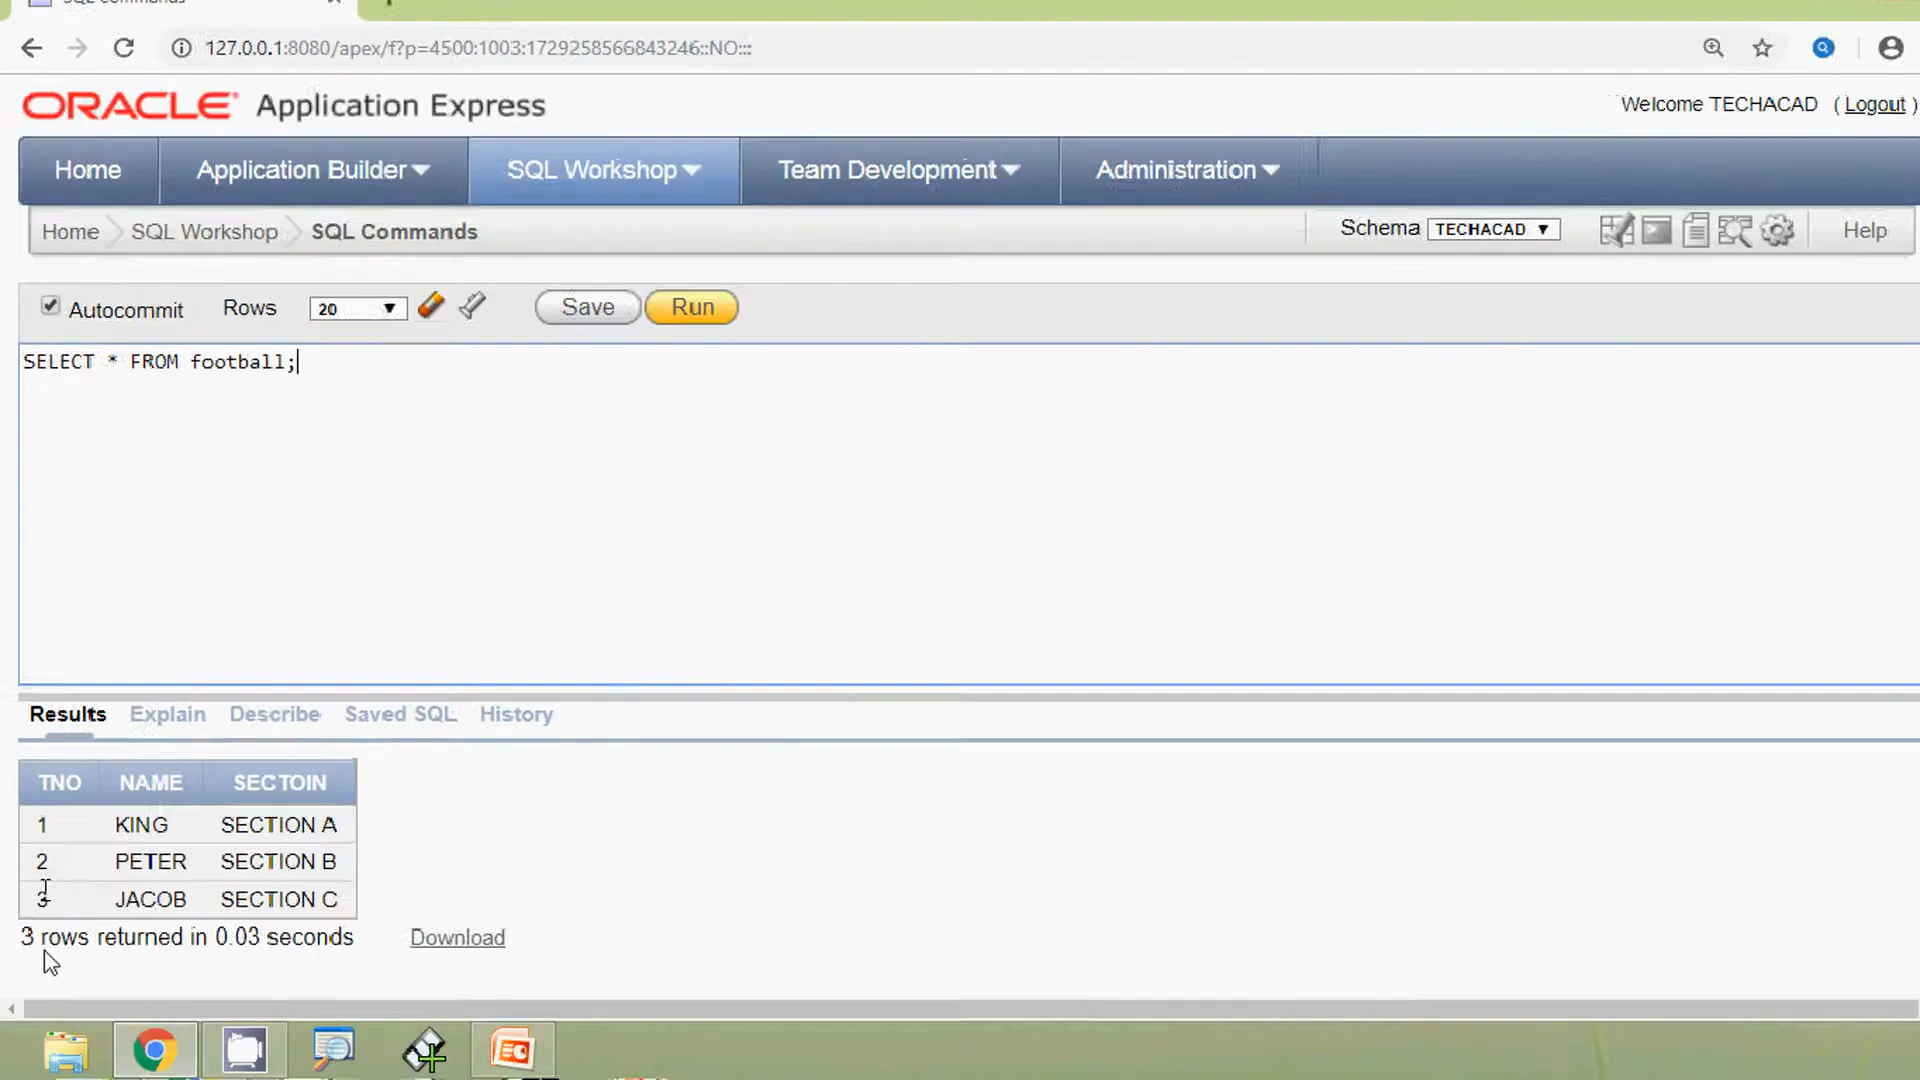 SQL Commands
127.0.0.1:8080/apex/f?p=4500:1003:1729258566843246::NO:::
ORACLE Application Express
Welcome TECHACAD ( Logout )
Home Application Builder SQL Workshop Team Development Administration
Home SQL Workshop SQL Commands Schema TECHACAD Help
Autocommit Rows 20 Save Run
SELECT * FROM football;
Results Explain Describe Saved SQL History
TNO NAME SECTOIN
1 KING SECTION A
2 PETER SECTION B
3 JACOB SECTION C
3 rows returned in 0.03 seconds Download